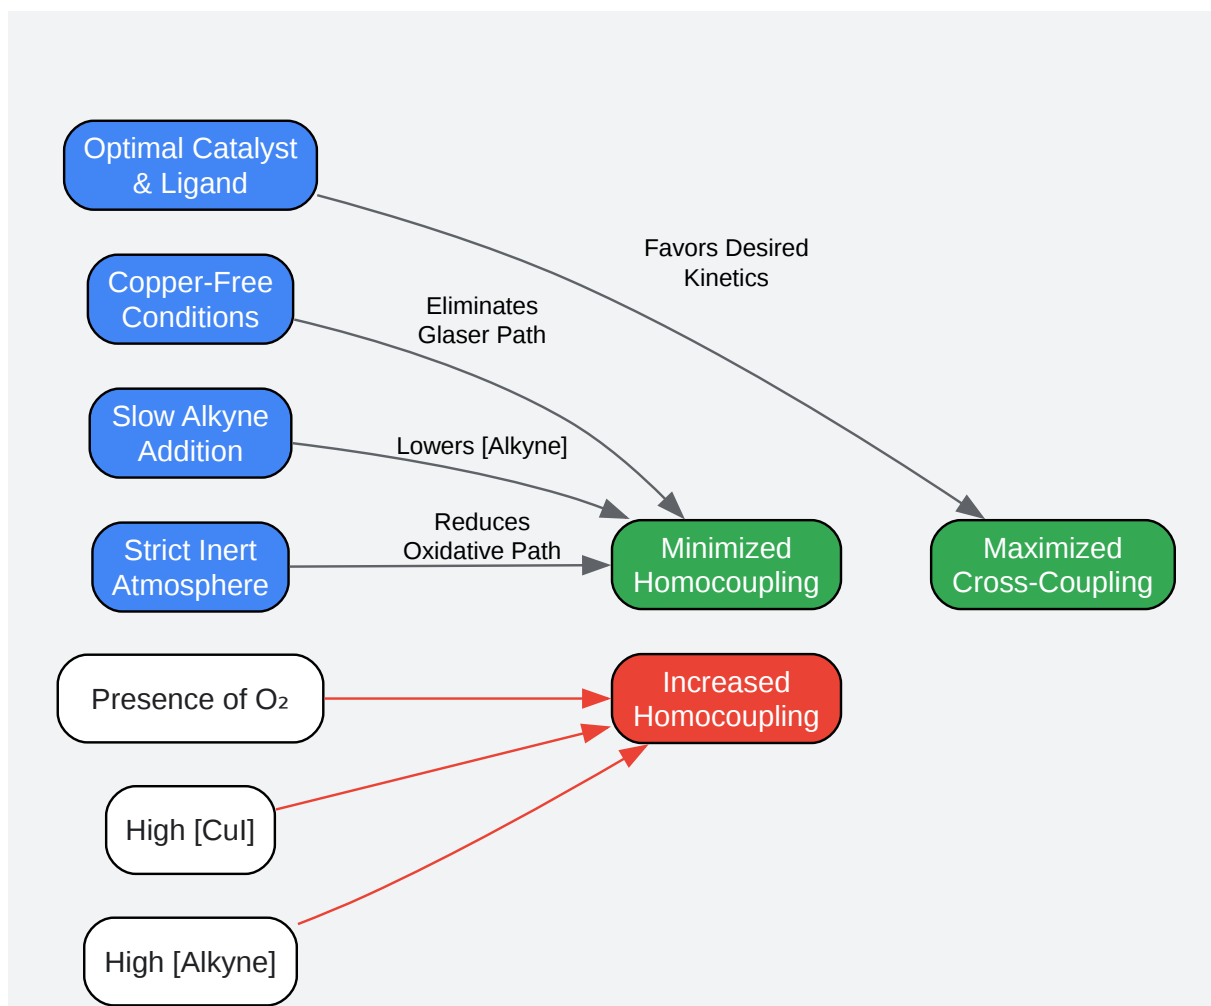 Optimal Catalyst
& Ligand
Favors Desired
Kinetics
Copper-Free
Conditions
Eliminates
Glaser Path
Slow Alkyne
Addition
Lowers [Alkyne]
Strict Inert
Atmosphere
Reduces
Oxidative Path
Minimized
Homocoupling
Maximized
Cross-Coupling
Presence of O₂
Increased
Homocoupling
High [CuI]
High [Alkyne]